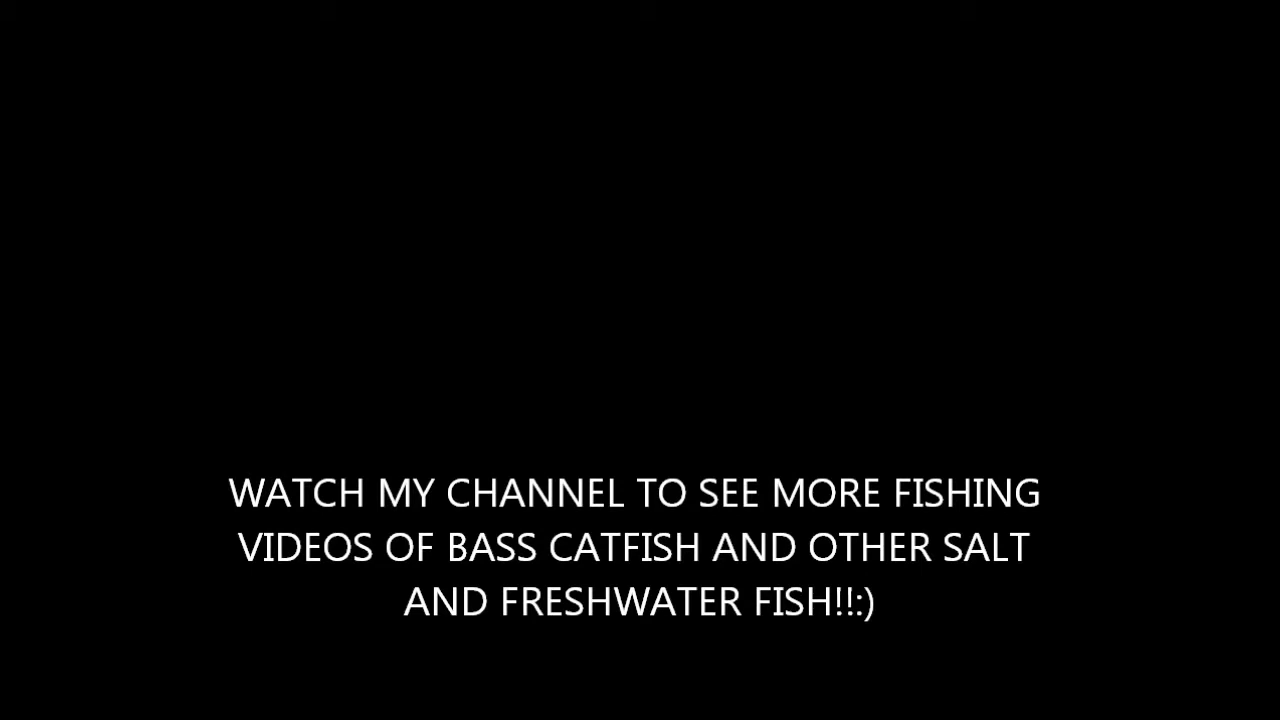 WATCH MY CHANNEL TO SEE MORE FISHING
VIDEOS OF BASS CATFISH AND OTHER SALT
AND FRESHWATER FISH!!:)